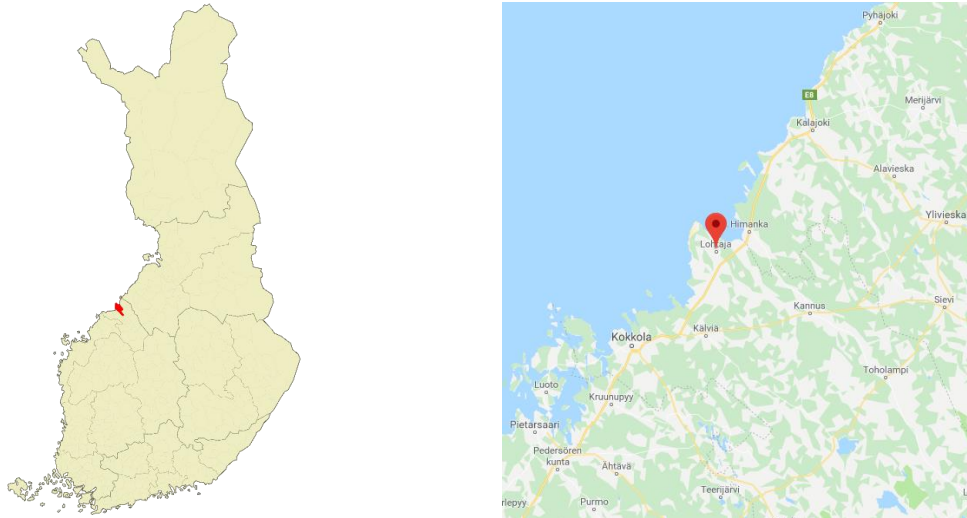 Pyhäjoki
E8
Merijärvi
Kalajoki
Alavieska
Ylivieska
Himanka
Lohtaja
Kannus
Sievi
Kokkola
Kälviä
Toholampi
Luoto
Kruunupyy
Pietarsaari
Pedersören
kunta
Ähtävä
Teerijärvi
Purmo